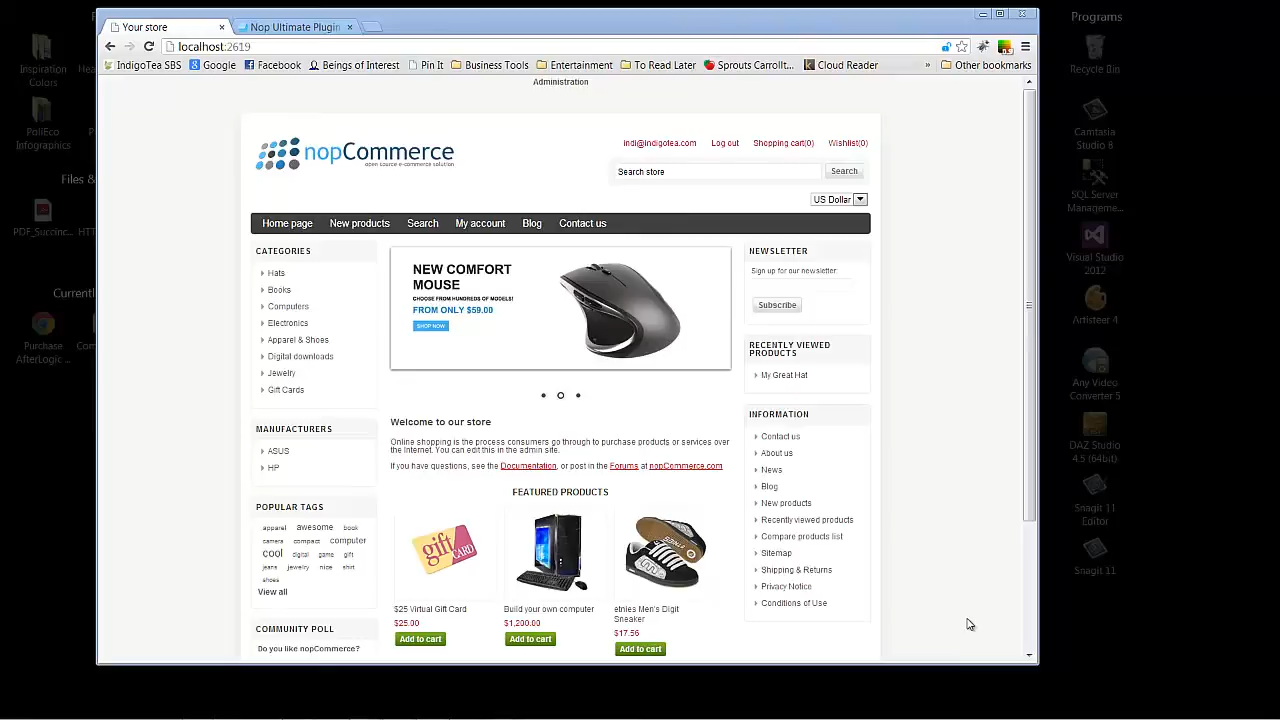 Programs
Inspiration
Colors
PoliEco
Infographics
Files &
PDF_Succinc...
Currentl
Purchase
AfterLogic ...
Your store
Nop Ultimate Plugin
localhost:2619
IndigoTea SBS
Google
Facebook
Beings of Interest
Pin It
Business Tools
Entertainment
To Read Later
Sprouts Carrollt...
Cloud Reader
»
Other bookmarks
Administration
nopCommerce
open source e-commerce solution
indi@indigotea.com
Log out
Shopping cart(0)
Wishlist(0)
Search store
Search
US Dollar
Home page
New products
Search
My account
Blog
Contact us
CATEGORIES
Hats
Books
Computers
Electronics
Apparel & Shoes
Digital downloads
Jewelry
Gift Cards
MANUFACTURERS
ASUS
HP
POPULAR TAGS
apparel awesome book
camera compact computer
cool digital game gift
jeans jewelry nice shirt
shoes
View all
COMMUNITY POLL
Do you like nopCommerce?
NEW COMFORT
MOUSE
CHOOSE FROM HUNDREDS OF MODELS!
FROM ONLY $59.00
SHOP NOW
Welcome to our store
Online shopping is the process consumers go through to purchase products or services over
the Internet. You can edit this in the admin site.
If you have questions, see the Documentation, or post in the Forums at nopCommerce.com
FEATURED PRODUCTS
gift
CARD
$25 Virtual Gift Card
$25.00
Add to cart
Build your own computer
$1,200.00
Add to cart
etnies Men's Digit
Sneaker
$17.56
Add to cart
NEWSLETTER
Sign up for our newsletter:
Subscribe
RECENTLY VIEWED
PRODUCTS
My Great Hat
INFORMATION
Contact us
About us
News
Blog
New products
Recently viewed products
Compare products list
Sitemap
Shipping & Returns
Privacy Notice
Conditions of Use
Recycle Bin
Camtasia
Studio 8
SQL Server
Manageme...
Visual Studio
2012
Artisteer 4
Any Video
Converter 5
DAZ Studio
4.5 (64bit)
Snagit 11
Editor
Snagit 11